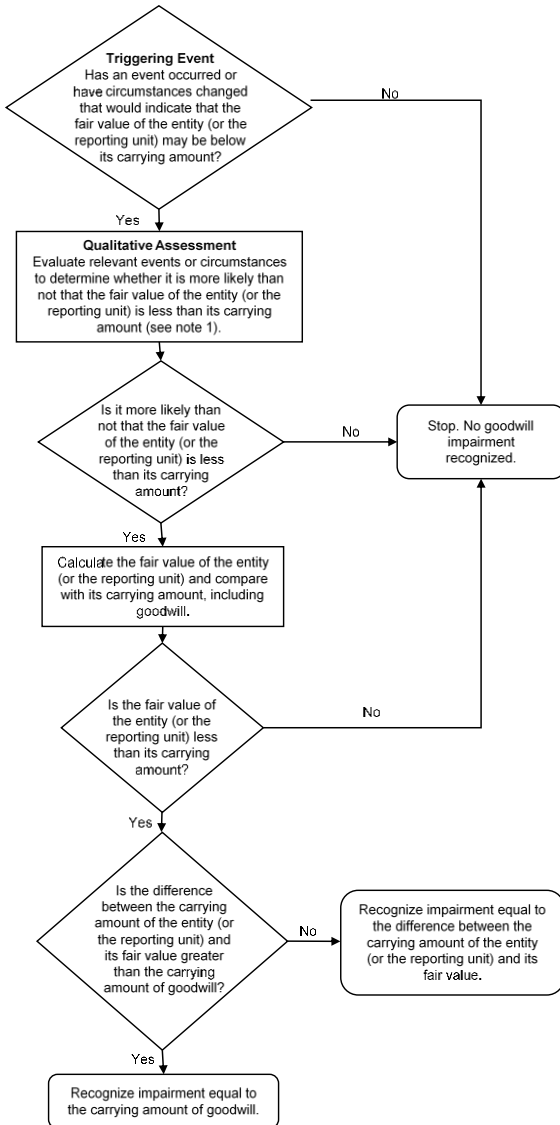 Triggering Event
Has an event occurred or
have circumstances changed
that would indicate that the
fair value of the entity (or the
reporting unit) may be below
its carrying amount?
No
Yes
Qualitative Assessment
Evaluate relevant events or circumstances
to determine whether it is more likely than
not that the fair value of the entity (or the
reporting unit) is less than its carrying
amount (see note 1).
Is it more likely than
not that the fair value
of the entity (or the
reporting unit) is less
than its carrying
amount?
No
Stop. No goodwill
impairment
recognized.
Yes
Calculate the fair value of the entity
(or the reporting unit) and compare
with its carrying amount, including
goodwill.
Is the fair value of
the entity (or the
reporting unit) less
than its carrying
amount?
No
Yes
Is the difference
between the carrying
amount of the entity (or
the reporting unit) and
its fair value greater
than the carrying
amount of goodwill?
No
Recognize impairment equal to
the difference between the
carrying amount of the entity
(or the reporting unit) and its
fair value.
Yes
Recognize impairment equal to
the carrying amount of goodwill.